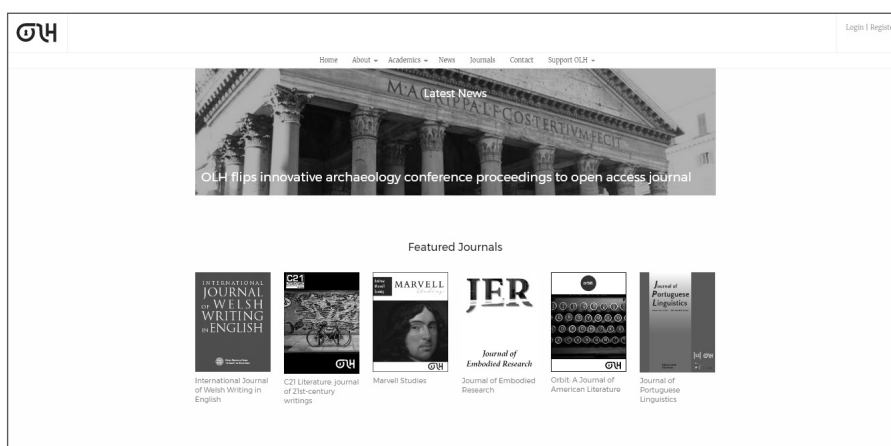 OLH
Login | Registe
Home About Academics News Journals Contact Support OLH
Latest News
M·AGRIPPA·L·F·COS·TERTIVM·FECIT
OLH flips innovative archaeology conference proceedings to open access journal
Featured Journals
INTERNATIONAL
JOURNAL
OF WELSH
WRITING
IN ENGLISH
C21
OLH
MARVELL
Studies
OLH
JER
Journal of
Embodied Research
orbit
OLH
Journal of
Portuguese
Linguistics
OLH
International Journal
of Welsh Writing in
English
C21 Literature: journal
of 21st-century
writings
Marvell Studies
Journal of Embodied
Research
Orbit: A Journal of
American Literature
Journal of
Portuguese
Linguistics